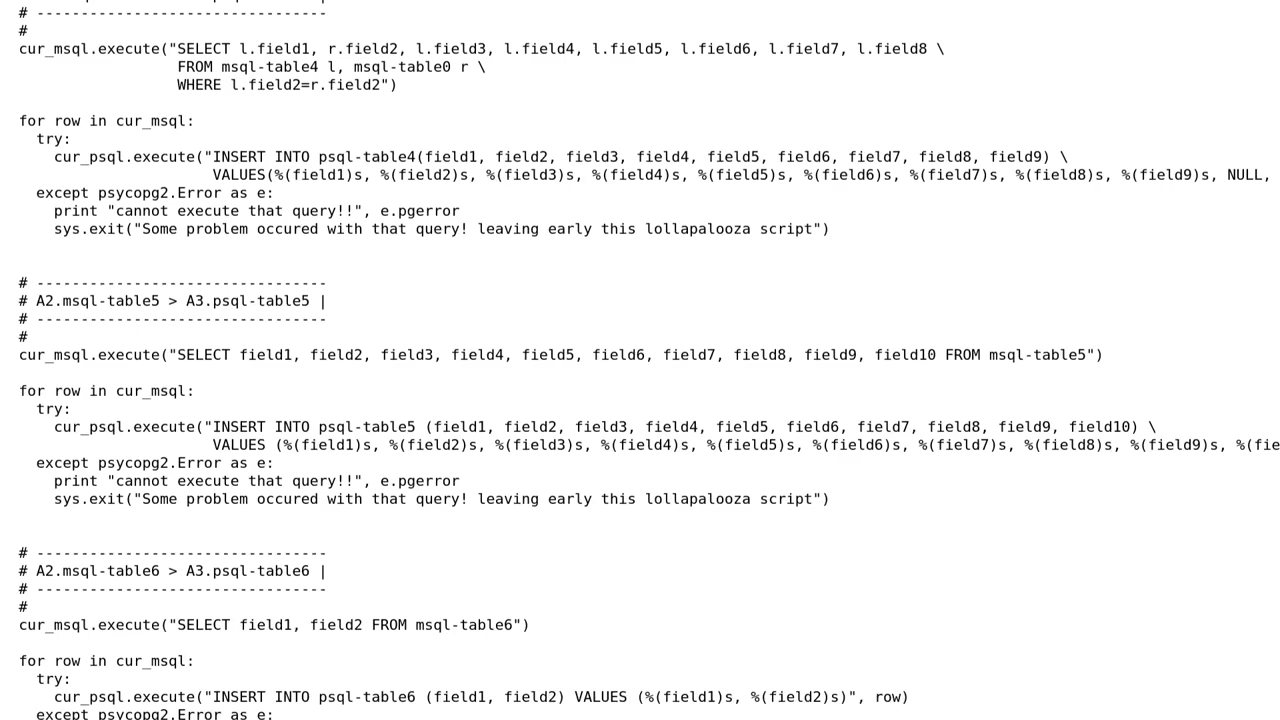 # ---------------------------------
#
cur_msql.execute("SELECT l.field1, r.field2, l.field3, l.field4, l.field5, l.field6, l.field7, l.field8 \
FROM msql-table4 l, msql-table0 r \
WHERE l.field2=r.field2")
for row in cur_msql:
try:
cur_psql.execute("INSERT INTO psql-table4(field1, field2, field3, field4, field5, field6, field7, field8, field9) \
VALUES(%(field1)s, %(field2)s, %(field3)s, %(field4)s, %(field5)s, %(field6)s, %(field7)s, %(field8)s, %(field9)s, NULL,
except psycopg2.Error as e:
print "cannot execute that query!!", e.pgerror
sys.exit("Some problem occured with that query! leaving early this lollapalooza script")
# ---------------------------------
# A2.msql-table5 > A3.psql-table5 |
# ---------------------------------
#
cur_msql.execute("SELECT field1, field2, field3, field4, field5, field6, field7, field8, field9, field10 FROM msql-table5")
for row in cur_msql:
try:
cur_psql.execute("INSERT INTO psql-table5 (field1, field2, field3, field4, field5, field6, field7, field8, field9, field10) \
VALUES (%(field1)s, %(field2)s, %(field3)s, %(field4)s, %(field5)s, %(field6)s, %(field7)s, %(field8)s, %(field9)s, %(fie
except psycopg2.Error as e:
print "cannot execute that query!!", e.pgerror
sys.exit("Some problem occured with that query! leaving early this lollapalooza script")
# ---------------------------------
# A2.msql-table6 > A3.psql-table6 |
# ---------------------------------
#
cur_msql.execute("SELECT field1, field2 FROM msql-table6")
for row in cur_msql:
try:
cur_psql.execute("INSERT INTO psql-table6 (field1, field2) VALUES (%(field1)s, %(field2)s)", row)
except psycopg2.Error as e: